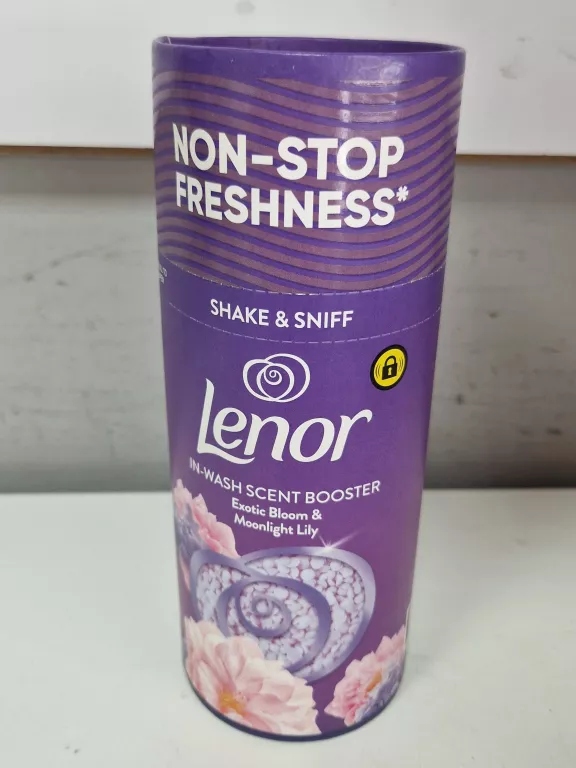 NON-STOP
FRESHNESS*
SHAKE & SNIFF
Lenor
IN-WASH SCENT BOOSTER
Exotic Bloom &
Moonlight Lily